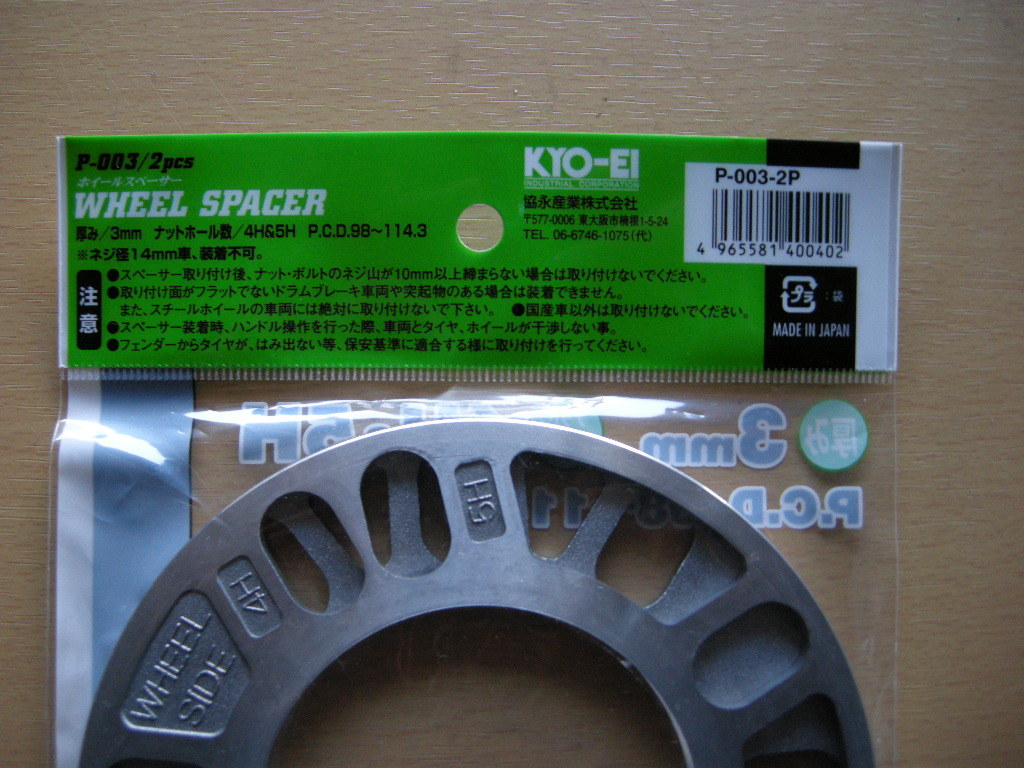 P-003/2pcs
ホイールスペーサー
WHEEL SPACER
厚み/3mm ナットホール数/4H&5H P.C.D.98~114.3
※ネジ径14mm車、装着不可。
KYO-EI
INDUSTRIAL CORPORATION
協永産業株式会社
〒577-0006 東大阪市楠根1-5-24
TEL. 06-6746-1075(代)
P-003-2P
4 965581 400402
注意
●スペーサー取り付け後、ナット・ボルトのネジ山が10mm以上締まらない場合は取り付けないでください。
●取り付け面がフラットでないドラムブレーキ車両や突起物のある場合は装着できません。
また、スチールホイールの車両には絶対に取り付けないで下さい。 ●国産車以外は取り付けないでください。
●スペーサー装着時、ハンドル操作を行った際、車両とタイヤ、ホイールが干渉しない事。
●フェンダーからタイヤが、はみ出ない等、保安基準に適合する様に取り付けを行ってください。
プラ :袋
MADE IN JAPAN
厚み 3mm 5H
P.C.D. 98 11
5H
4H
WHEEL
SIDE